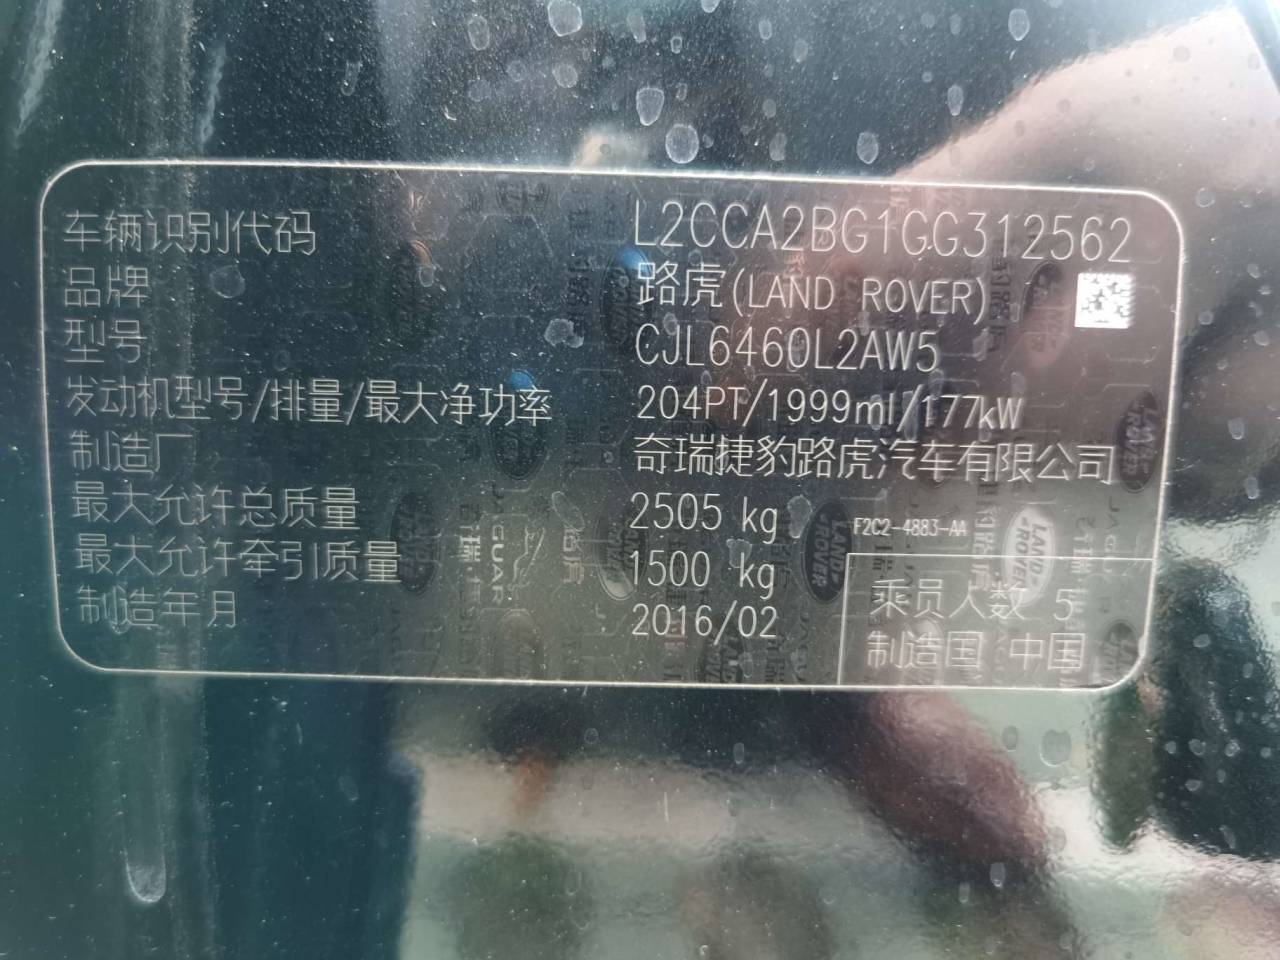 车辆识别代码 L2CCA2BG1GG312562
品牌 路虎(LAND ROVER)
型号 CJL6460L2AW5
发动机型号/排量/最大净功率 204PT/1999ml/177kW
制造厂 奇瑞捷豹路虎汽车有限公司
最大允许总质量 2505 kg
F2C2-4883-AA
最大允许牵引质量 1500 kg
乘员人数 5
制造年月 2016/02
制造国 中国